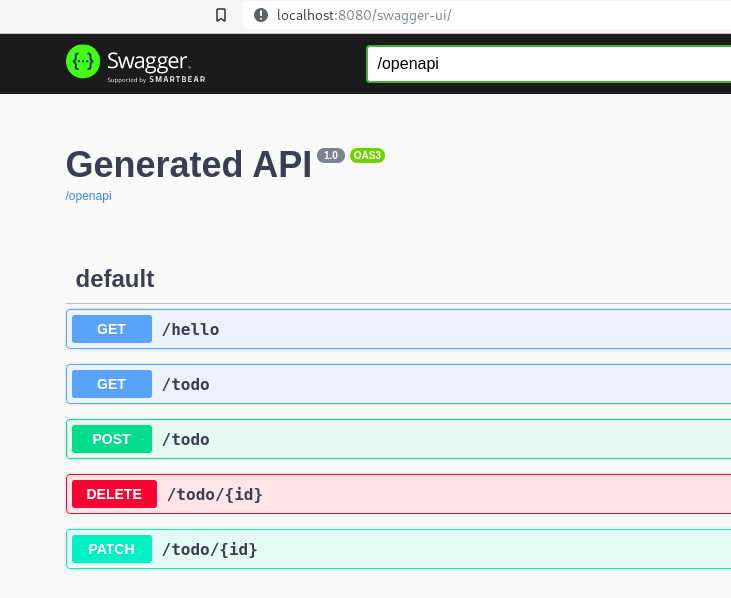 localhost:8080/swagger-ui/
{··} Swagger.
Supported by SMARTBEAR
/openapi
Generated API 1.0 OAS3
/openapi
default
GET /hello
GET /todo
POST /todo
DELETE /todo/{id}
PATCH /todo/{id}